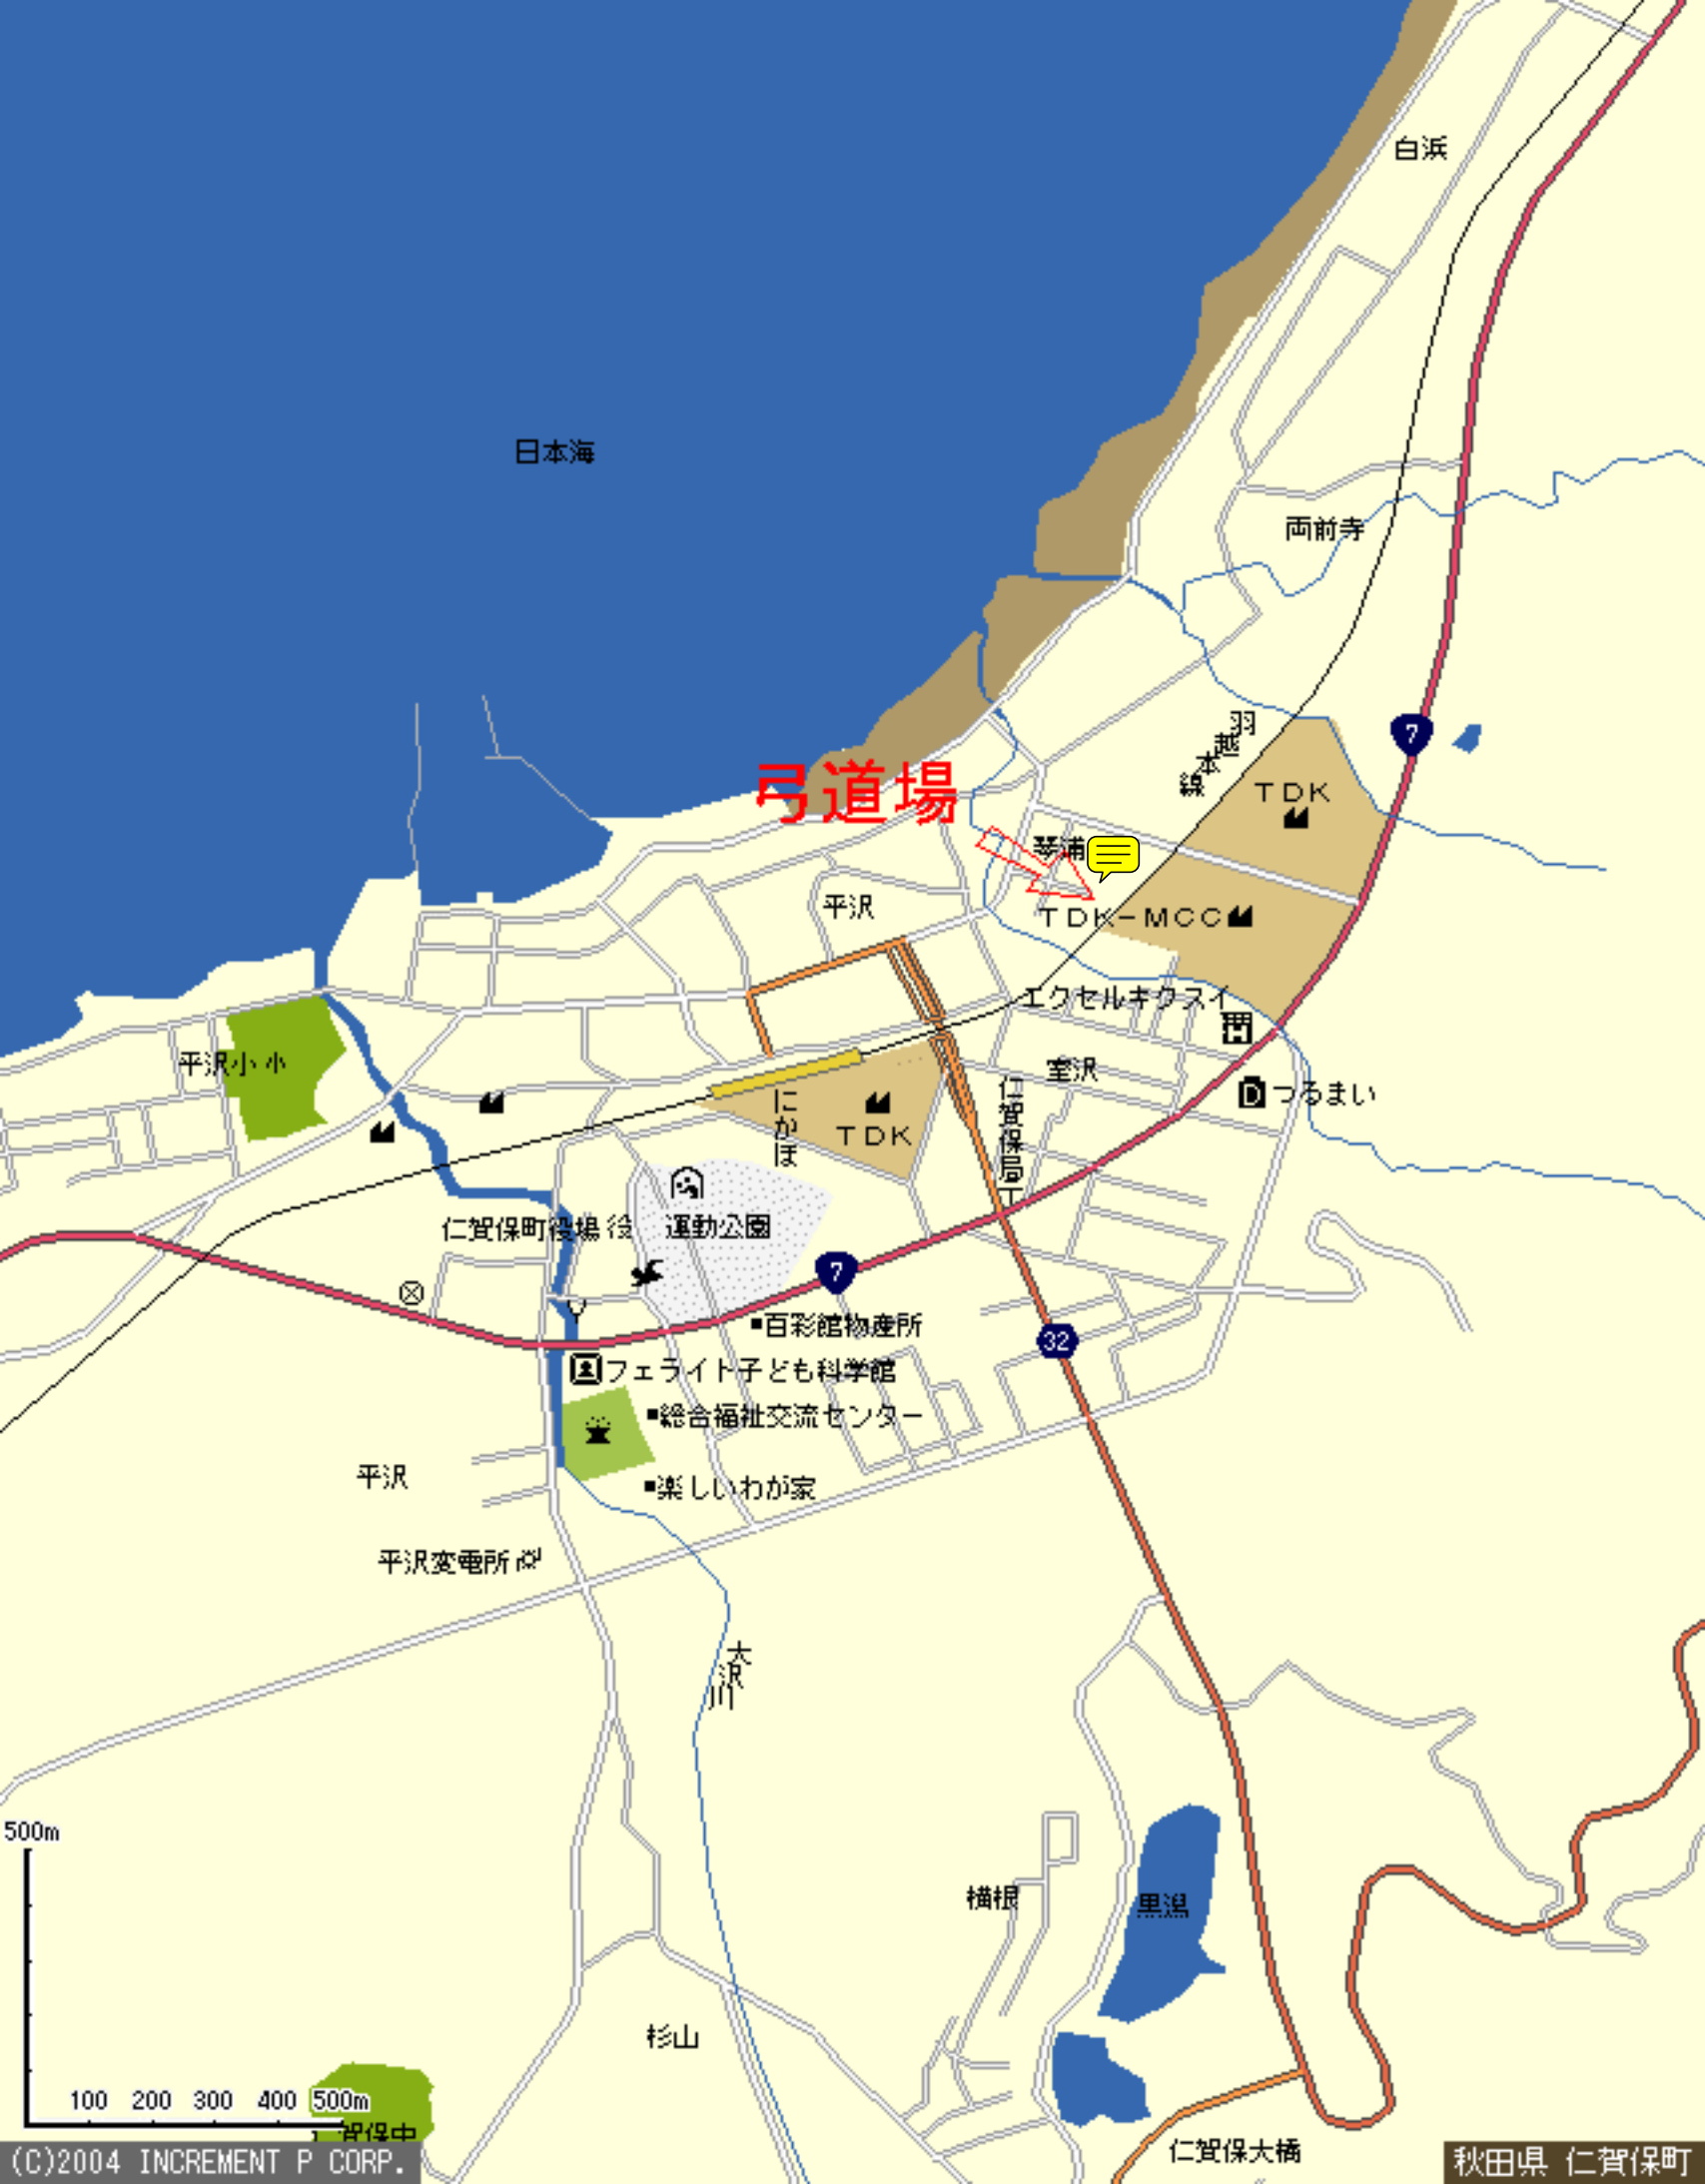 白浜
日本海
両前寺
羽越本線
7
TDK
弓道場
琴浦
平沢
TDK-MCC
エクセルキクスイ
平沢小 小
室沢
つるまい
にかほ
TDK
仁賀保局
仁賀保町役場 役
運動公園
7
百彩館物産所
32
フェライト子ども科学館
総合福祉交流センター
平沢
楽しいわが家
平沢変電所
大沢川
500m
横根
黒潟
杉山
100 200 300 400 500m
賀保中
仁賀保大橋
(C)2004 INCREMENT P CORP.
秋田県 仁賀保町